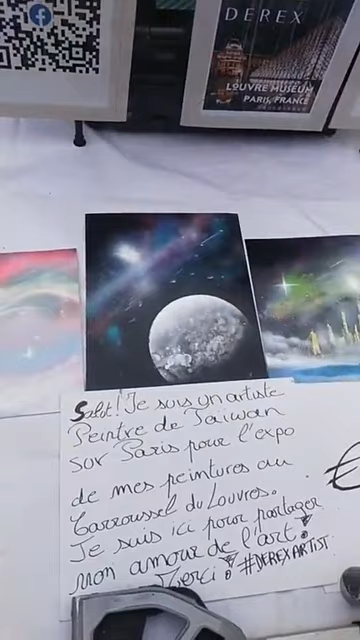 DEREX
LOUVRE MUSEUM
PARIS, FRANCE
Salut! Je suis un artiste
Peintre de Taiwan
sur Paris pour l'expo
de mes peintures au
Carroussel du Louvres.
Je suis ici pour partager
mon amour de l'art!
Merci! #DEREXARTIST
€